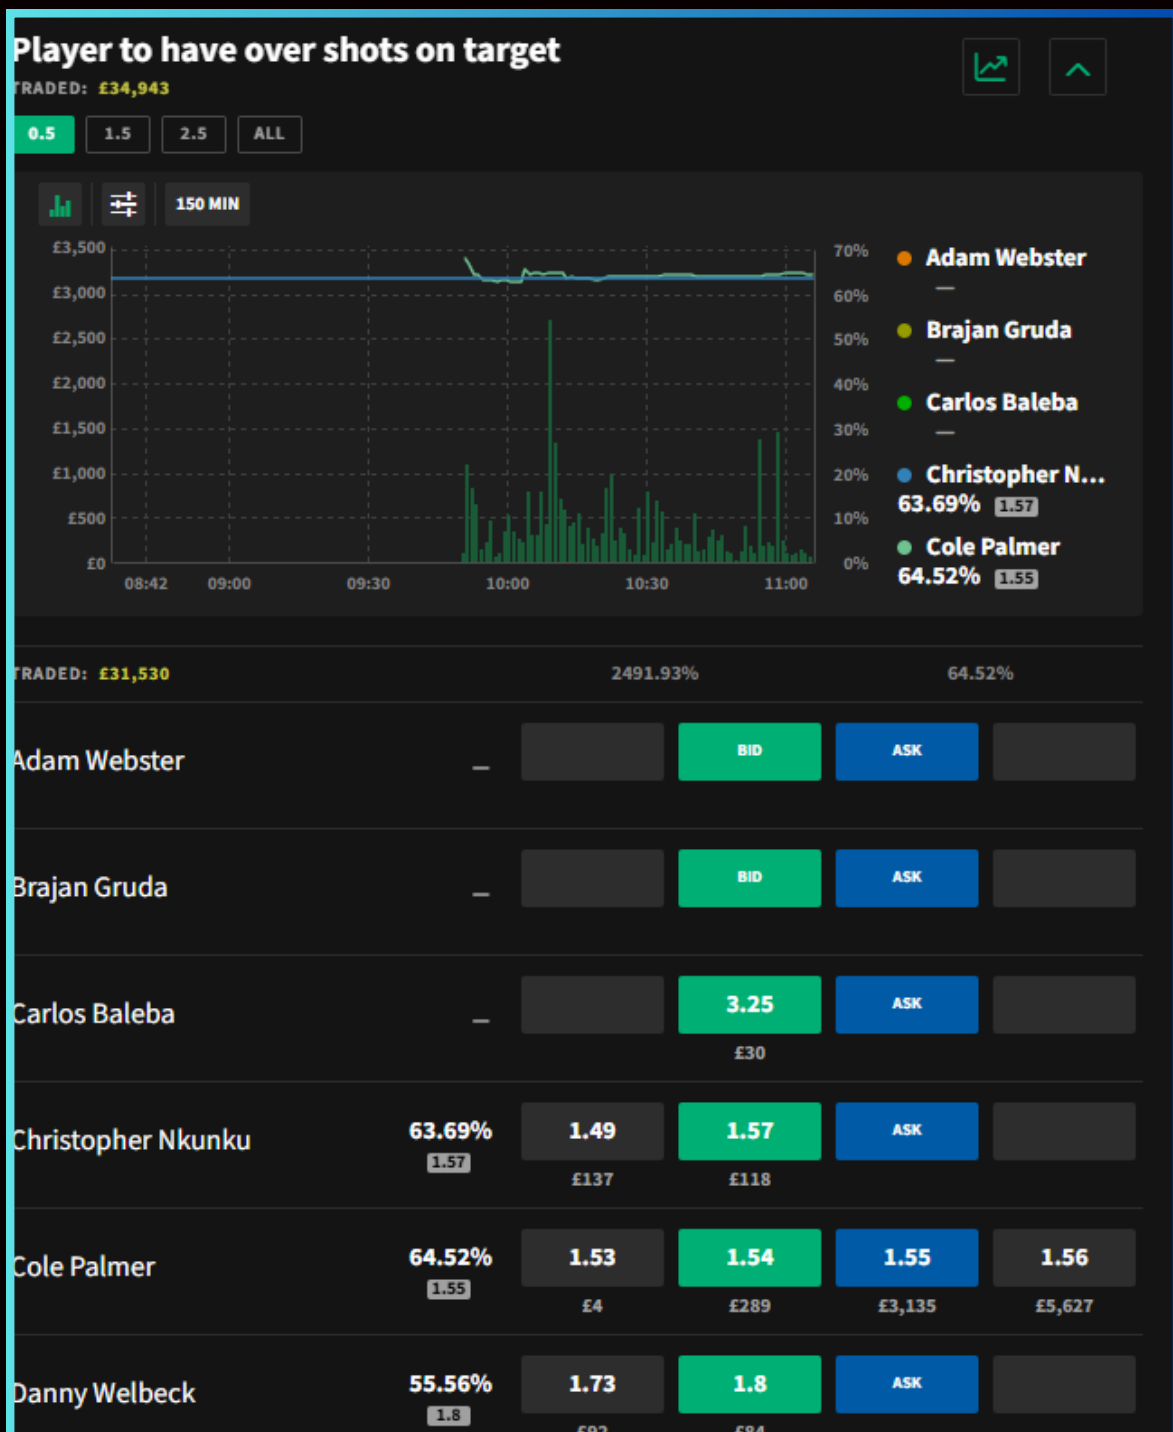 Player to have over shots on target
TRADED: £34,943
0.5 1.5 2.5 ALL
150 MIN
£3,500
£3,000
£2,500
£2,000
£1,500
£1,000
£500
£0
08:42 09:00 09:30 10:00 10:30 11:00
70%
60%
50%
40%
30%
20%
10%
0%
Adam Webster
—
Brajan Gruda
—
Carlos Baleba
—
Christopher N...
63.69% 1.57
Cole Palmer
64.52% 1.55
TRADED: £31,530 2491.93% 64.52%
Adam Webster — BID ASK
Brajan Gruda — BID ASK
Carlos Baleba — 3.25 ASK
£30
Christopher Nkunku 63.69% 1.49 1.57 ASK
1.57 £137 £118
Cole Palmer 64.52% 1.53 1.54 1.55 1.56
1.55 £4 £289 £3,135 £5,627
Danny Welbeck 55.56% 1.73 1.8 ASK
1.8 £92 £84